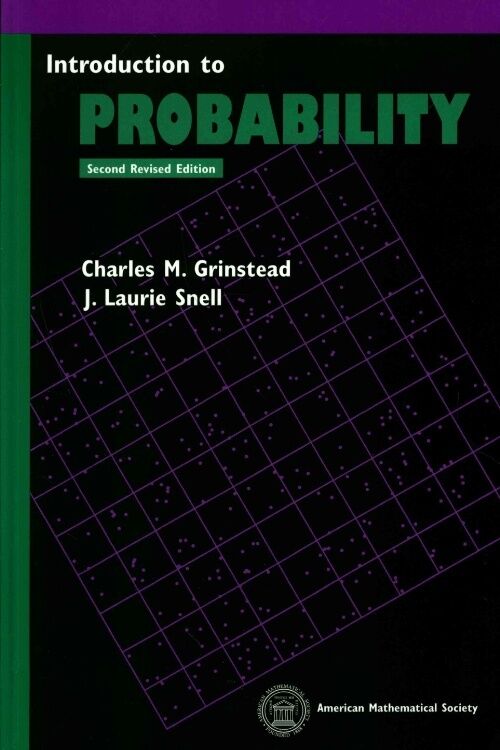 Introduction to
PROBABILITY
Second Revised Edition
Charles M. Grinstead
J. Laurie Snell
American Mathematical Society